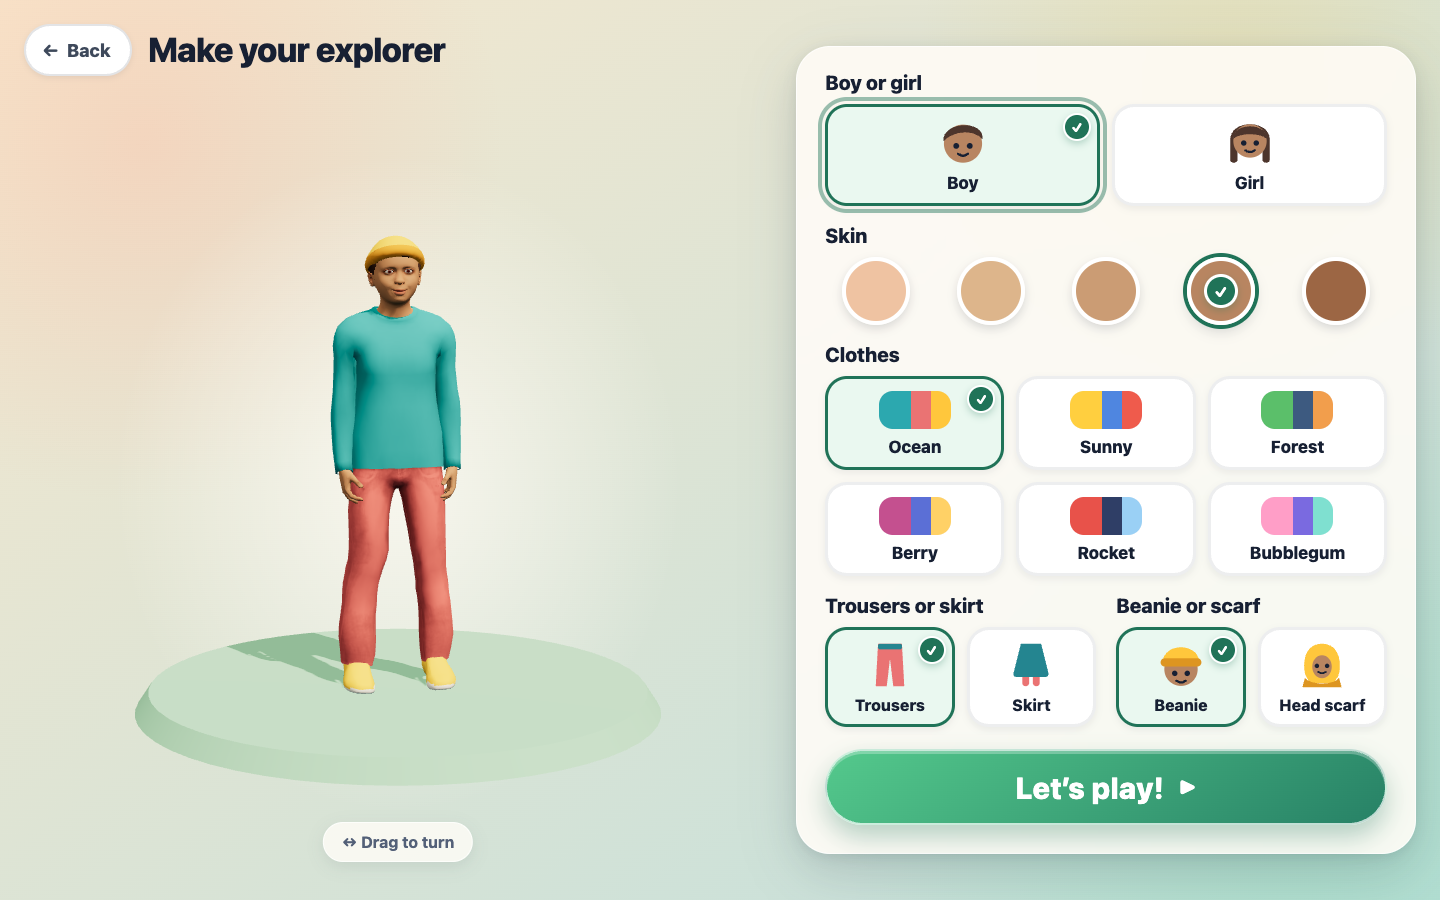 Back
Make your explorer
Boy or girl
Boy
Girl
Skin
Clothes
Ocean
Sunny
Forest
Berry
Rocket
Bubblegum
Trousers or skirt
Beanie or scarf
Trousers
Skirt
Beanie
Head scarf
Let's play!
Drag to turn